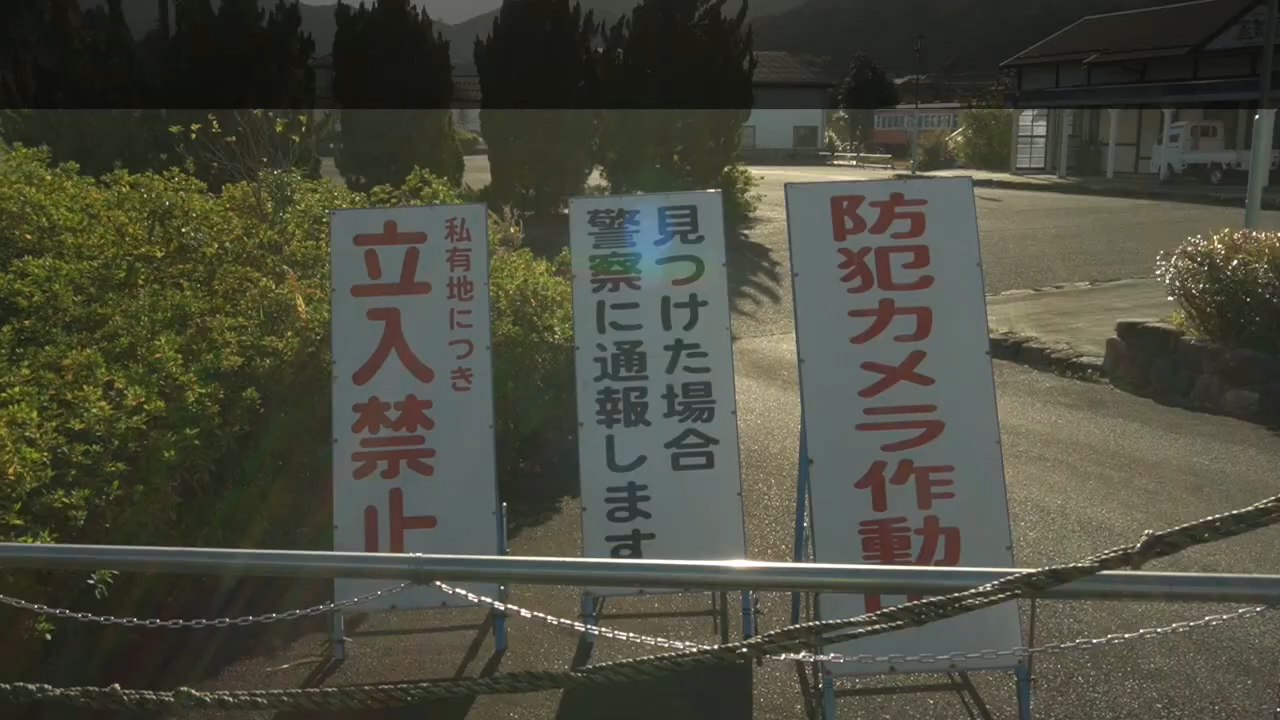 私有地につき
立入禁止
見つけた場合
警察に通報します
防犯カメラ作動